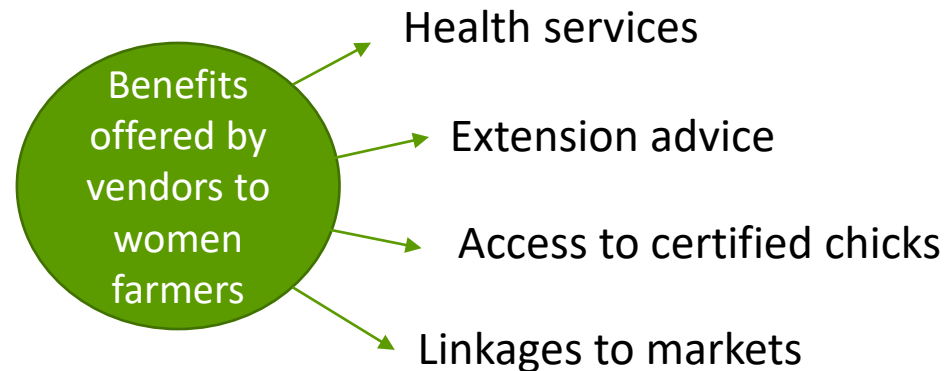 Benefits
offered by
vendors to
women
farmers
Health services
Extension advice
Access to certified chicks
Linkages to markets